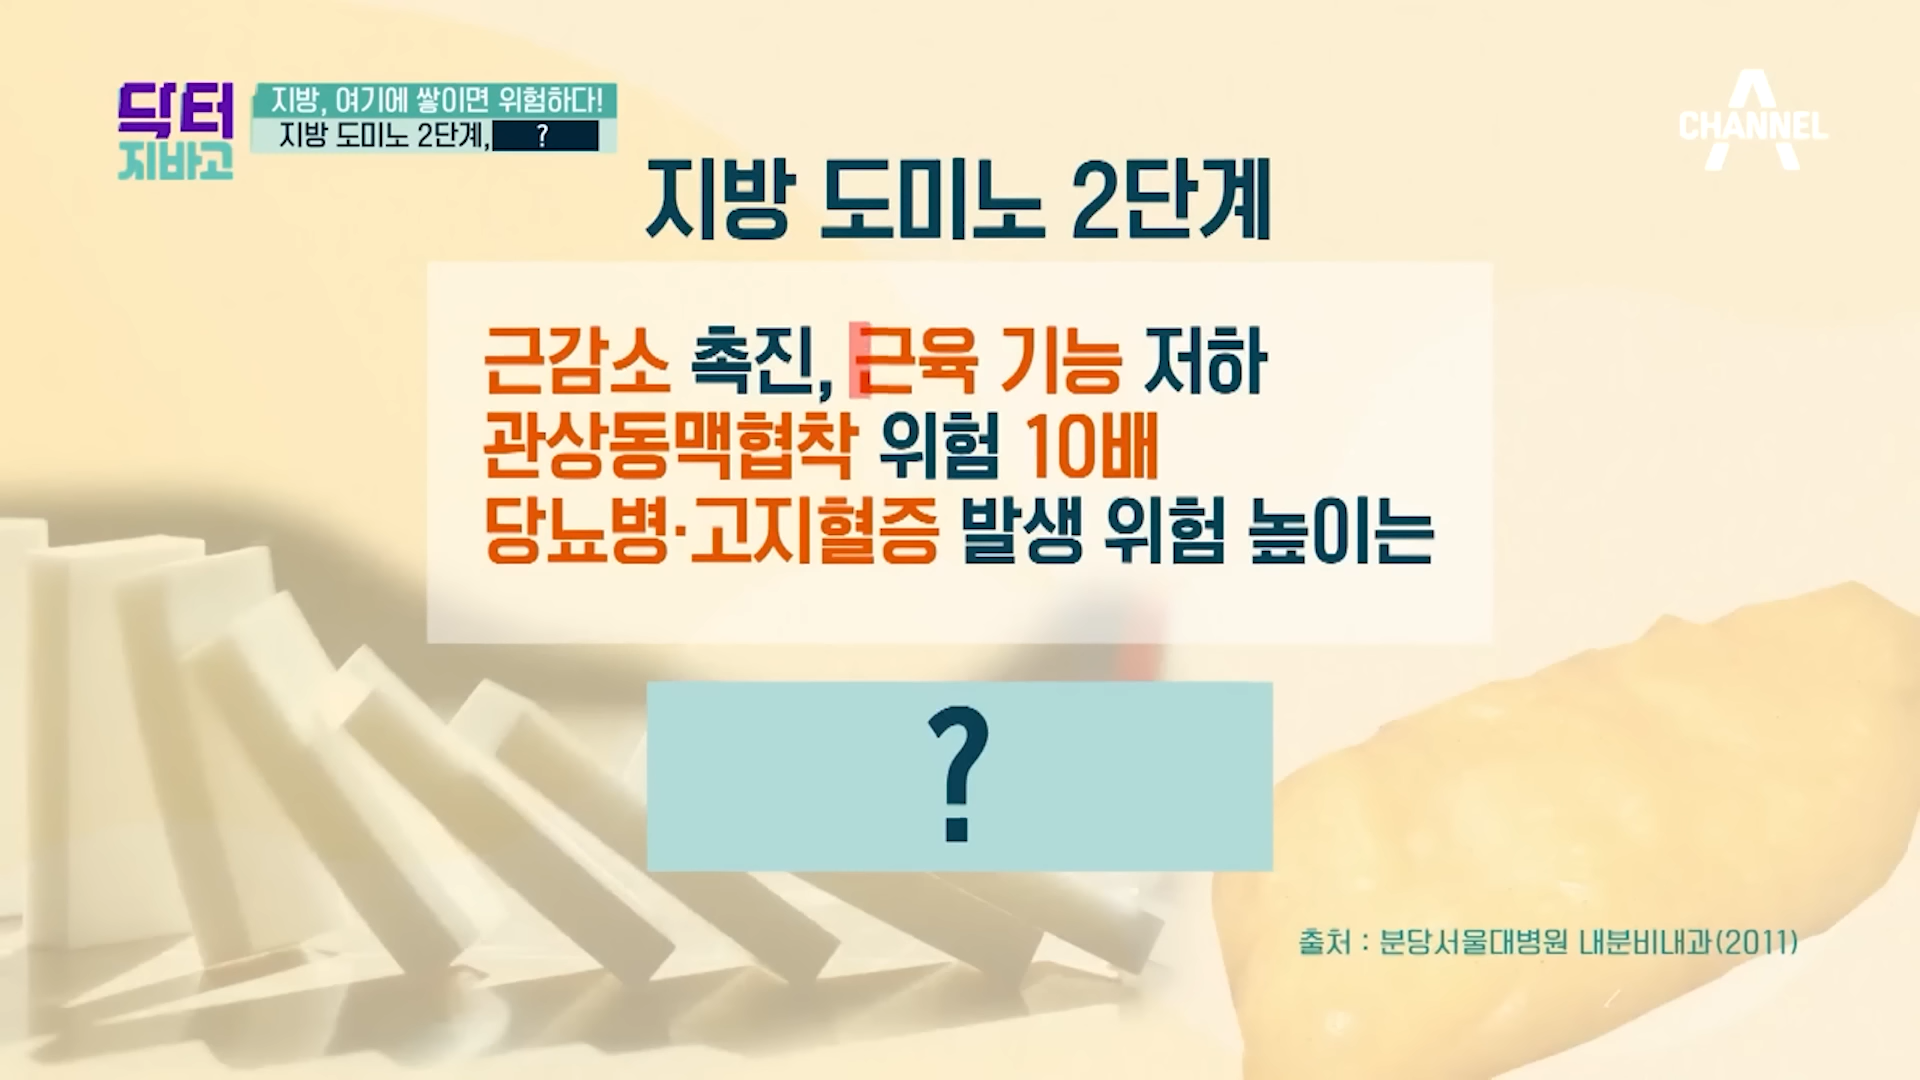 닥터
지바고
지방, 여기에 쌓이면 위험하다!
지방 도미노 2단계, ?
CHANNEL A
지방 도미노 2단계
근감소 촉진, 근육 기능 저하
관상동맥협착 위험 10배
당뇨병·고지혈증 발생 위험 높이는
?
출처 : 분당서울대병원 내분비내과(2011)